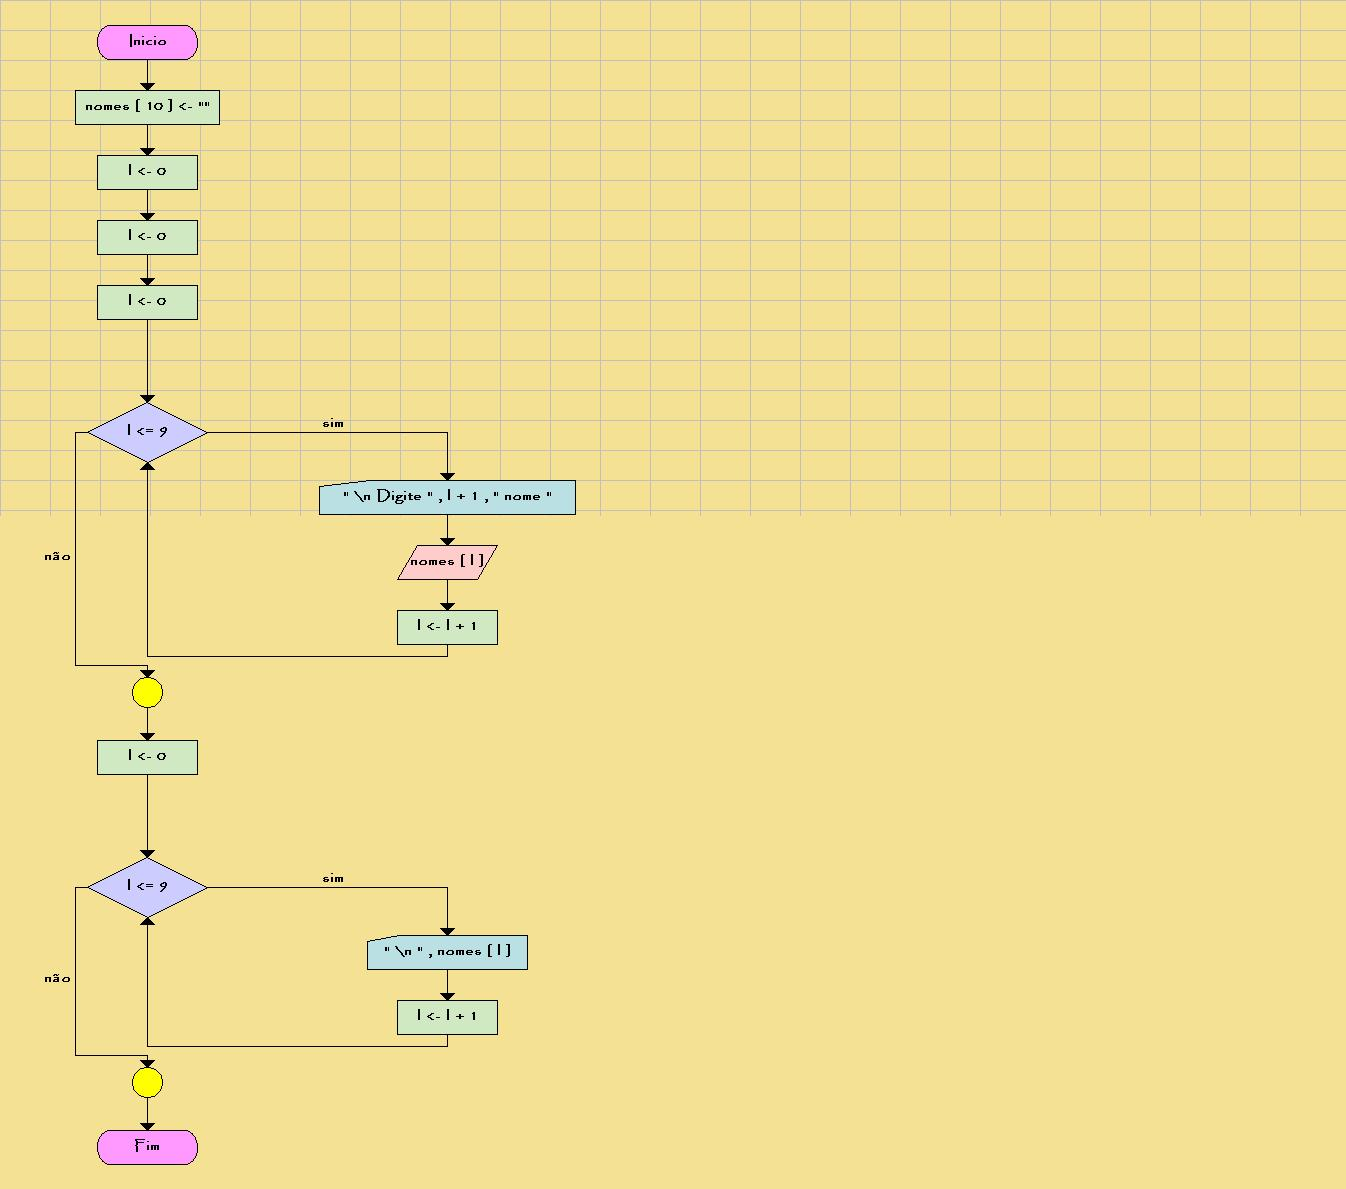 Inicio
nomes [ 10 ] <- ""
I <- 0
I <- 0
I <- 0
I <= 9
sim
" \n Digite " , I + 1 , " nome "
nomes [ I ]
I <- I + 1
não
I <- 0
I <= 9
sim
" \n " , nomes [ I ]
I <- I + 1
não
Fim